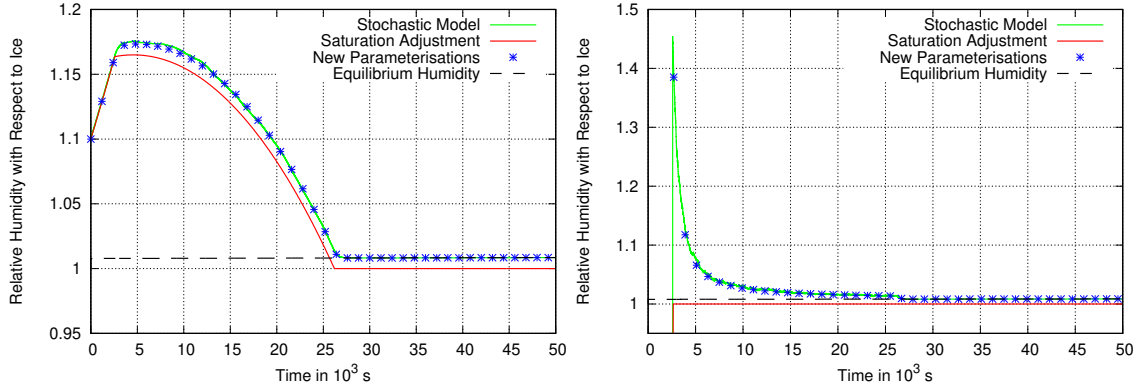 Relative Humidity with Respect to Ice
1.2
1.15
1.1
1.05
1
0.95
Stochastic Model
Saturation Adjustment
New Parameterisations
Equilibrium Humidity
0 5 10 15 20 25 30 35 40 45 50
Time in 10³ s
Relative Humidity with Respect to Ice
1.5
1.4
1.3
1.2
1.1
1
Stochastic Model
Saturation Adjustment
New Parameterisations
Equilibrium Humidity
0 5 10 15 20 25 30 35 40 45 50
Time in 10³ s